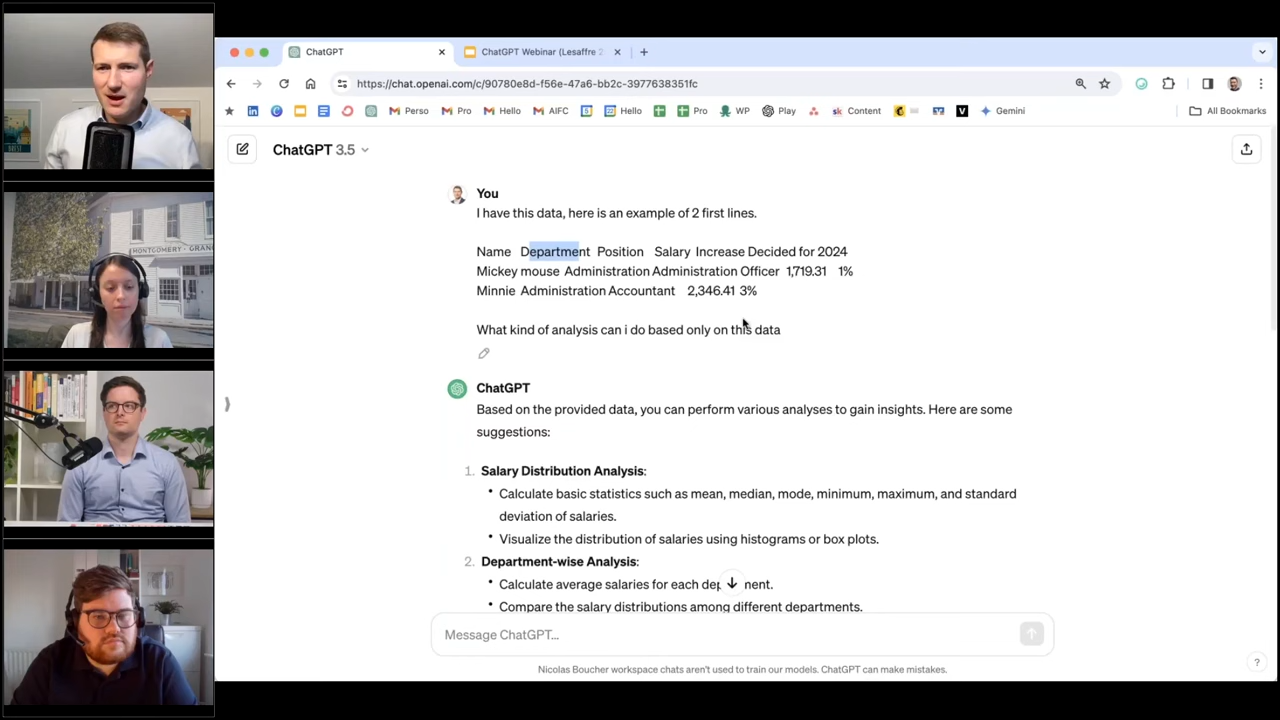 MONTGOMERY - GRAN
ChatGPT
ChatGPT Webinar (Lesaffre 2
https://chat.openai.com/c/90780e8d-f56e-47a6-bb2c-3977638351fc
Perso Pro Hello AIFC Hello Pro WP Play Content Gemini All Bookmarks
ChatGPT 3.5
You
I have this data, here is an example of 2 first lines.
Name Department Position Salary Increase Decided for 2024
Mickey mouse Administration Administration Officer 1,719.31 1%
Minnie Administration Accountant 2,346.41 3%
What kind of analysis can i do based only on this data
ChatGPT
Based on the provided data, you can perform various analyses to gain insights. Here are some
suggestions:
1. Salary Distribution Analysis:
• Calculate basic statistics such as mean, median, mode, minimum, maximum, and standard
deviation of salaries.
• Visualize the distribution of salaries using histograms or box plots.
2. Department-wise Analysis:
• Calculate average salaries for each dep nent.
• Compare the salary distributions among different departments.
Message ChatGPT...
Nicolas Boucher workspace chats aren't used to train our models. ChatGPT can make mistakes.
?